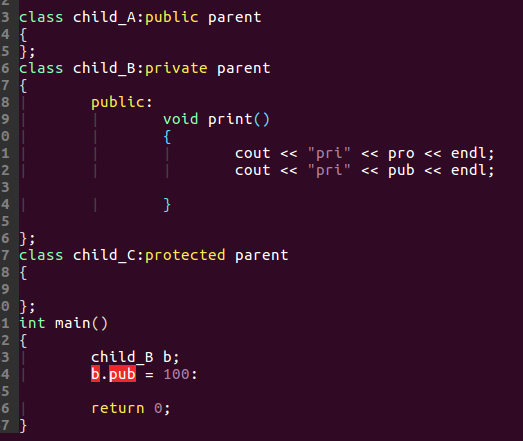 2
3 class child_A:public parent
4 {
5 };
6 class child_B:private parent
7 {
8 public:
9 void print()
0 {
1 cout << "pri" << pro << endl;
2 cout << "pri" << pub << endl;
3
4 }
5
6 };
7 class child_C:protected parent
8 {
9
0 };
1 int main()
2 {
3 child_B b;
4 b.pub = 100:
5
6 return 0;
7 }